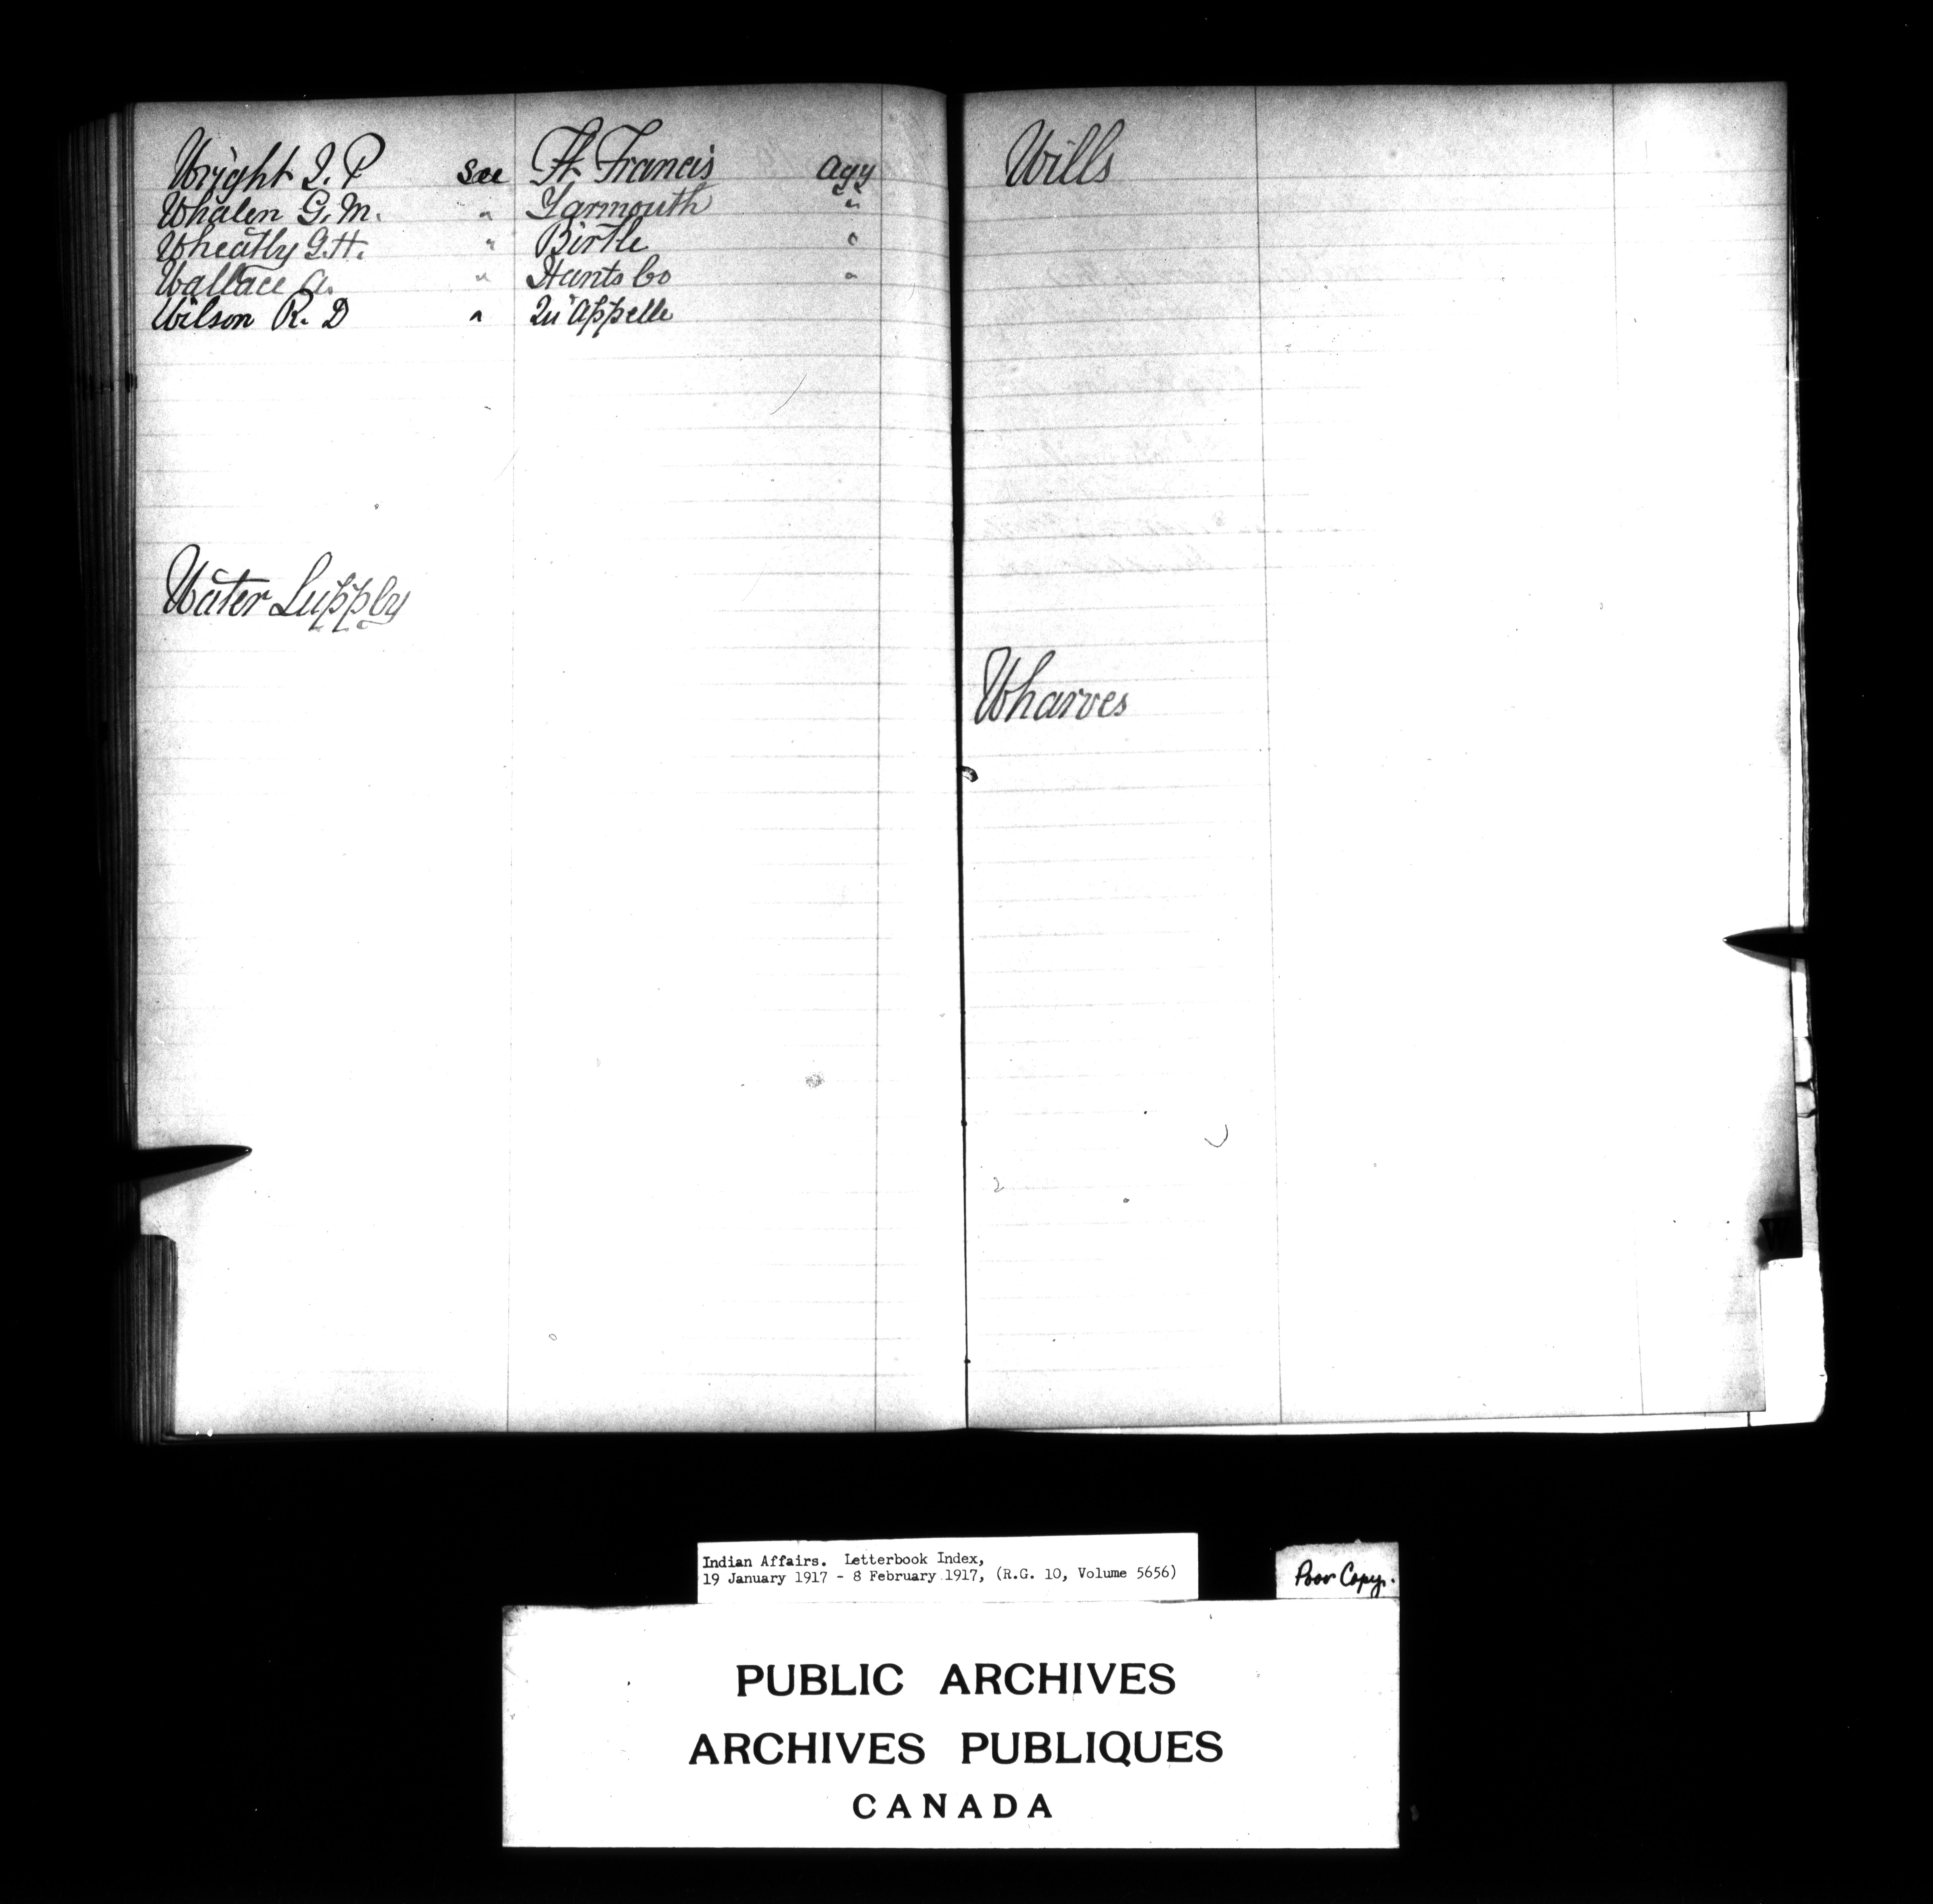 Wright J. P see Ft Francis agy
Whalen G. M. " Yarmouth "
Wheatly G. H. " Birtle "
Wallace A. " Hants Co "
Wilson R. D " Qu'Appelle
Water Supply
Wills
Wharves
Indian Affairs. Letterbook Index,
19 January 1917 - 8 February 1917, (R.G. 10, Volume 5656)
Poor Copy.
PUBLIC ARCHIVES
ARCHIVES PUBLIQUES
CANADA